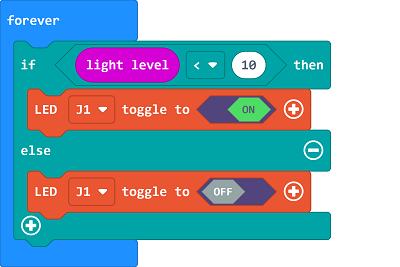 forever
if light level < 10 then
LED J1 toggle to ON
else
LED J1 toggle to OFF